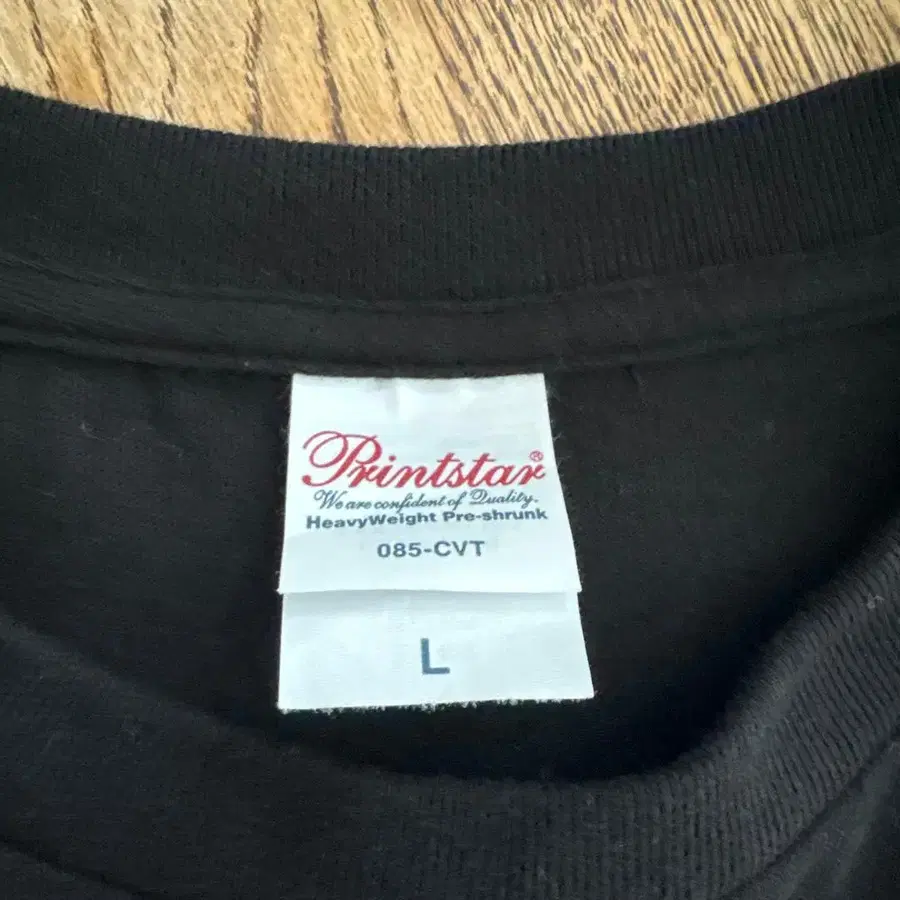 Printstar®
We are confident of Quality.
HeavyWeight Pre-shrunk
085-CVT
L